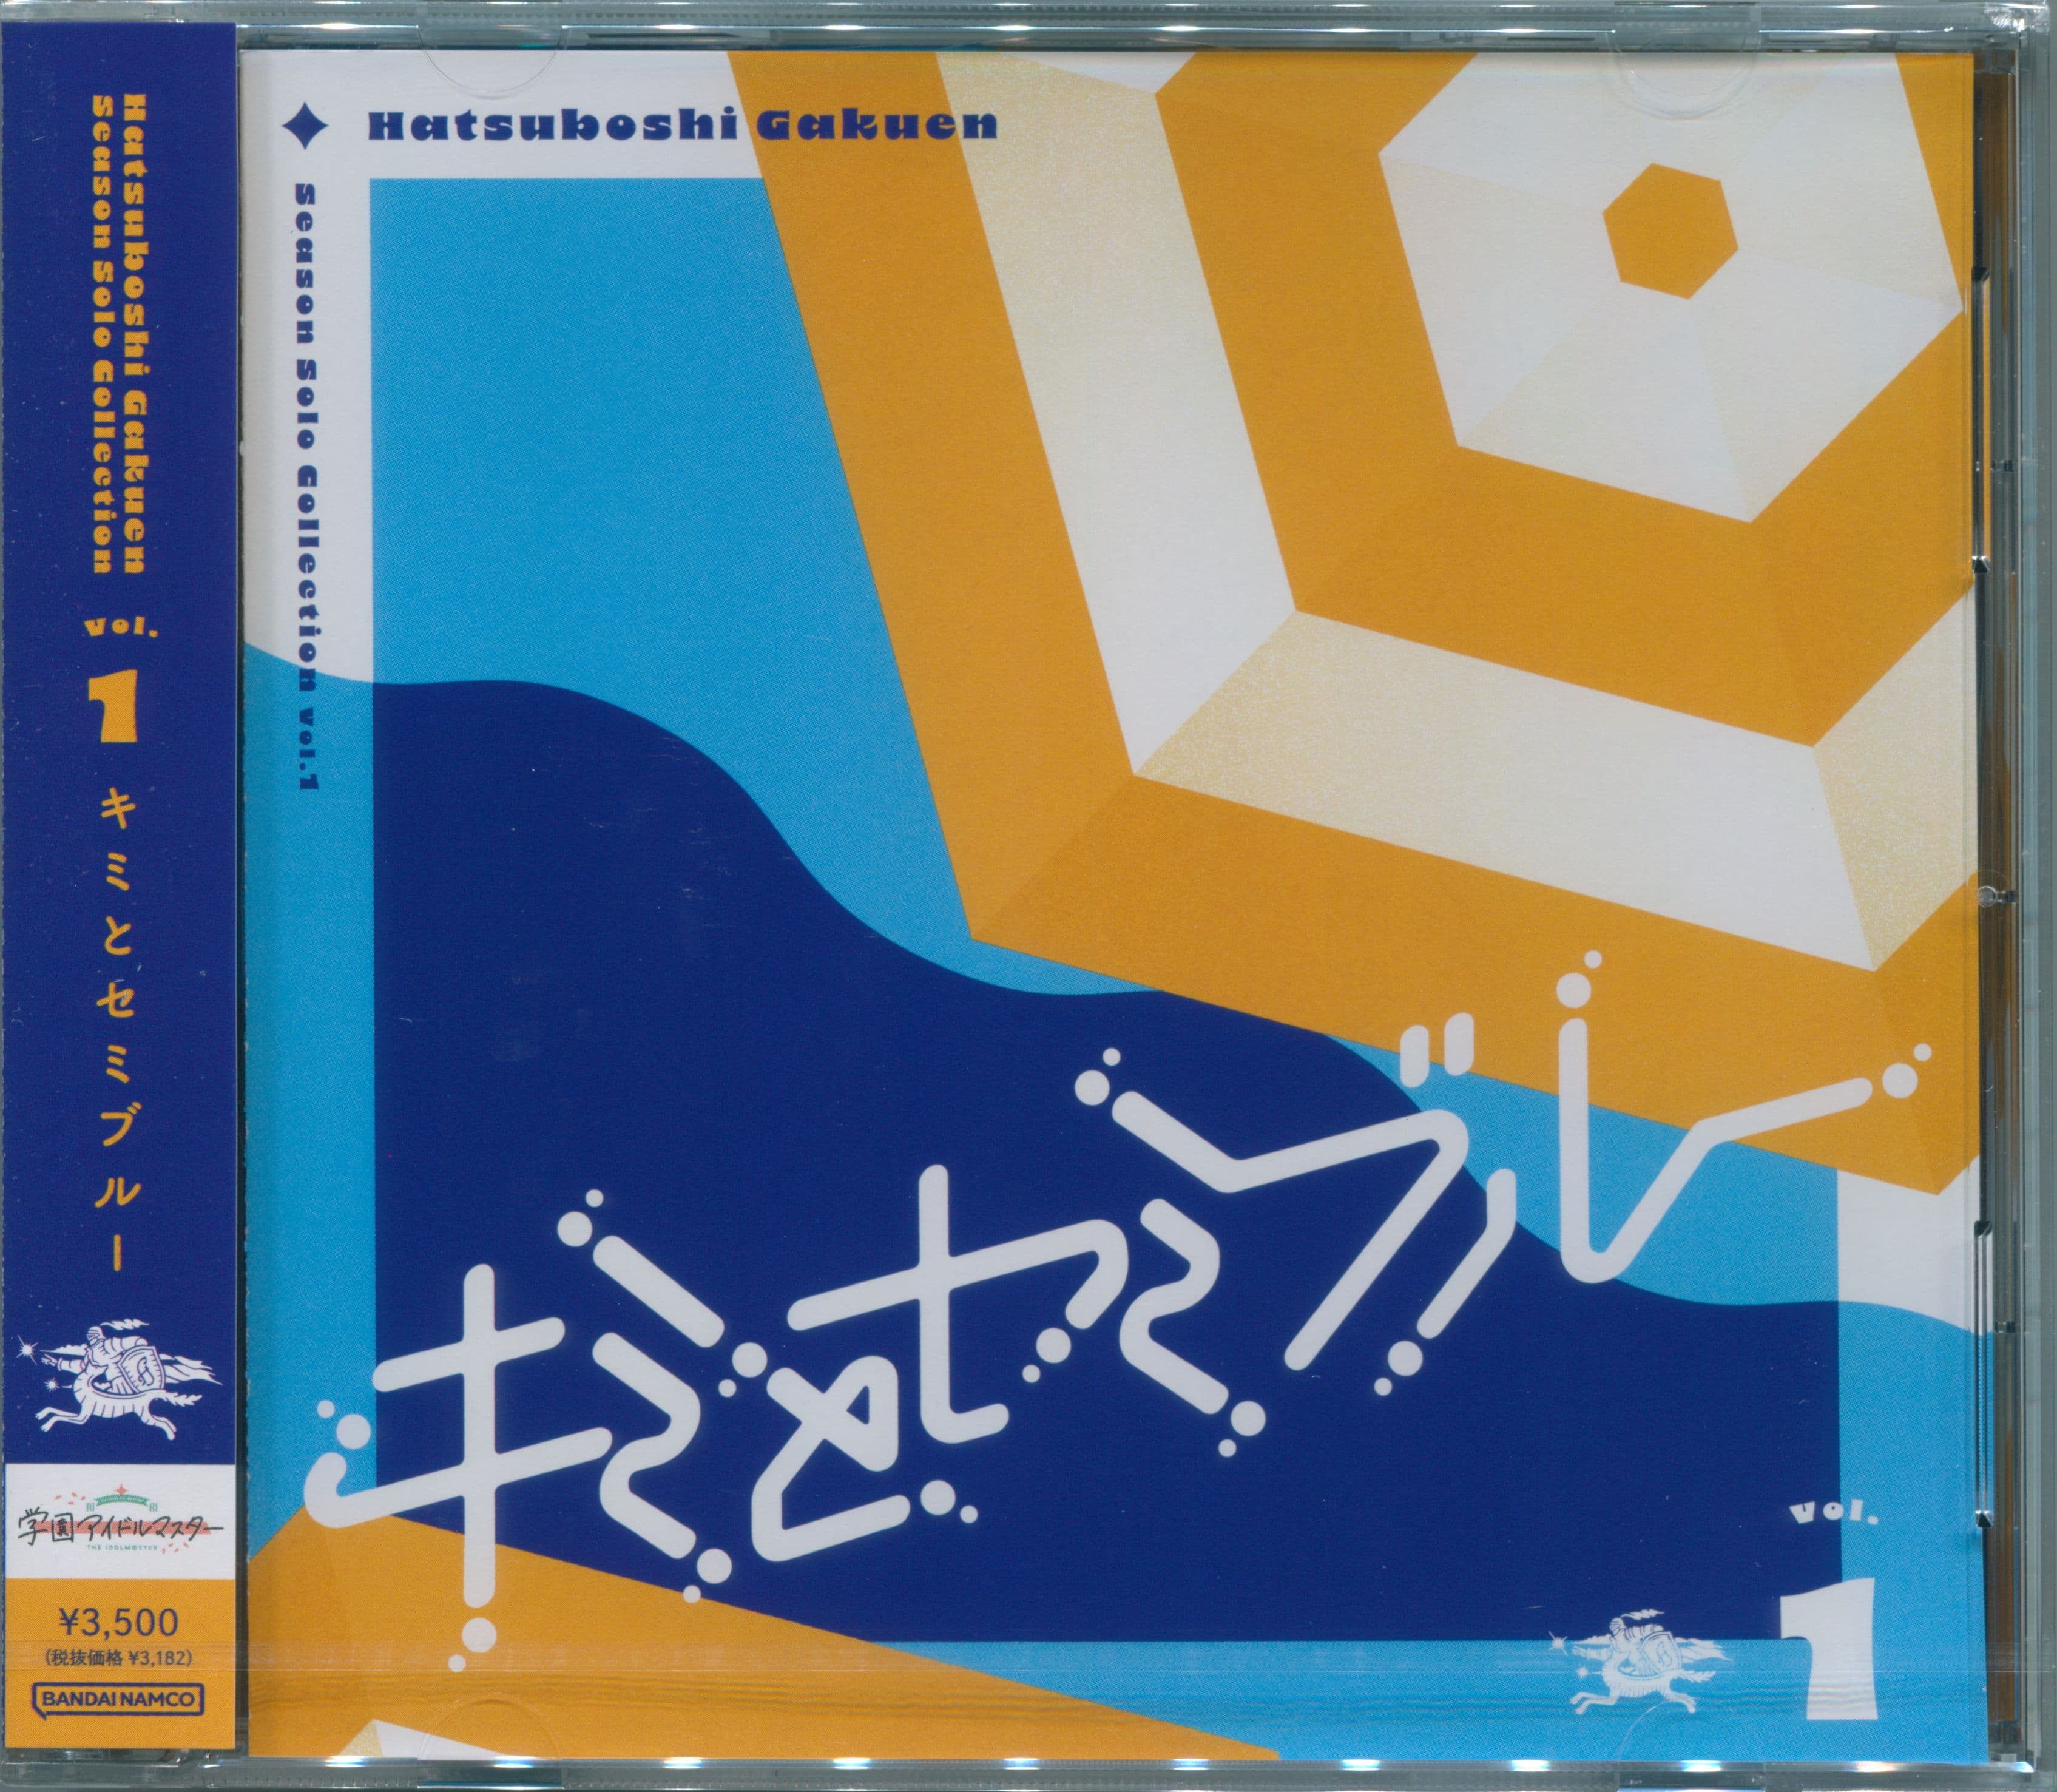 Hatsuboshi Gakuen
Season Solo Collection
vol.
1
キミとセミブルー
学園アイドルマスター
THE IDOLM@STER
¥3,500
(税抜価格 ¥3,182)
BANDAI NAMCO
Hatsuboshi Gakuen
Season Solo Collection vol.1
キミとセミブルー
vol.
1